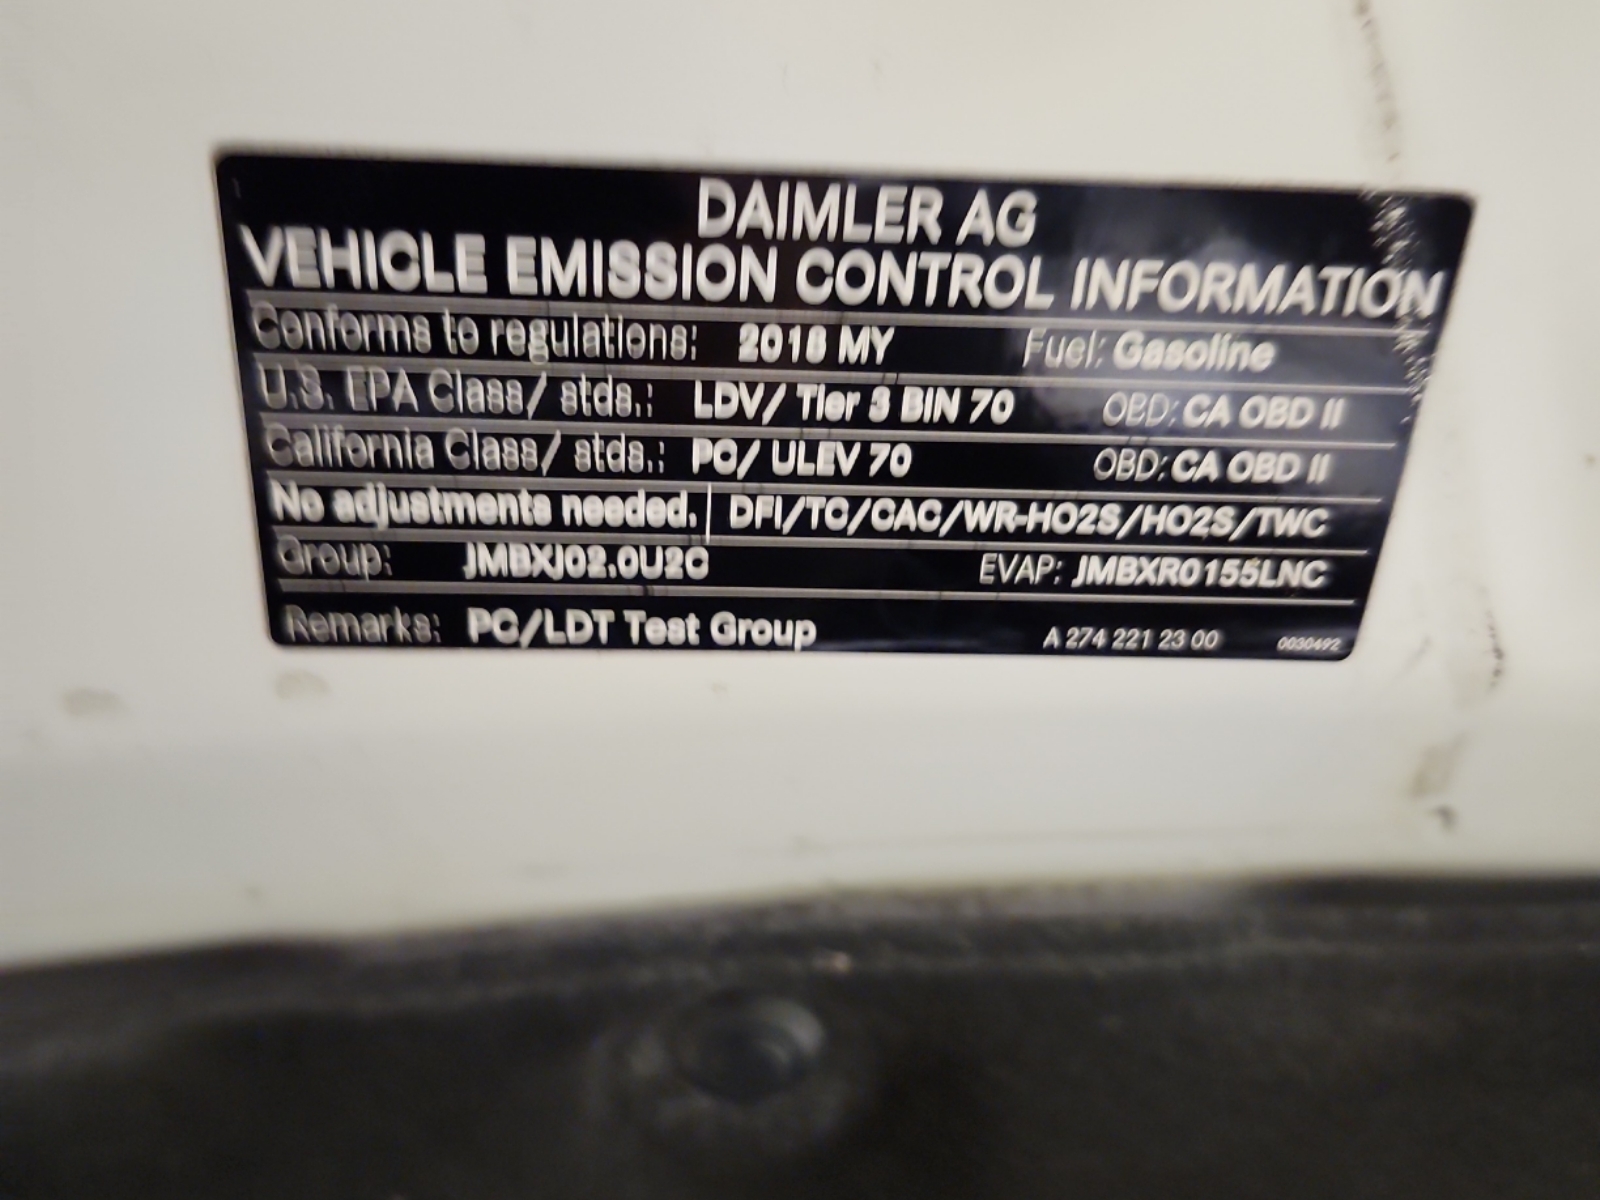 DAIMLER AG
VEHICLE EMISSION CONTROL INFORMATION
Conforms to regulations: 2018 MY Fuel: Gasoline
U.S. EPA Class/ stds.: LDV/ Tier 3 BIN 70 OBD: CA OBD II
California Class/ stds.: PC/ ULEV 70 OBD: CA OBD II
No adjustments needed. DFI/TC/CAC/WR-HO2S/HO2S/TWC
Group: JMBXJ02.0U2C EVAP: JMBXR0155LNC
Remarks: PC/LDT Test Group A 274 221 23 00 0030492